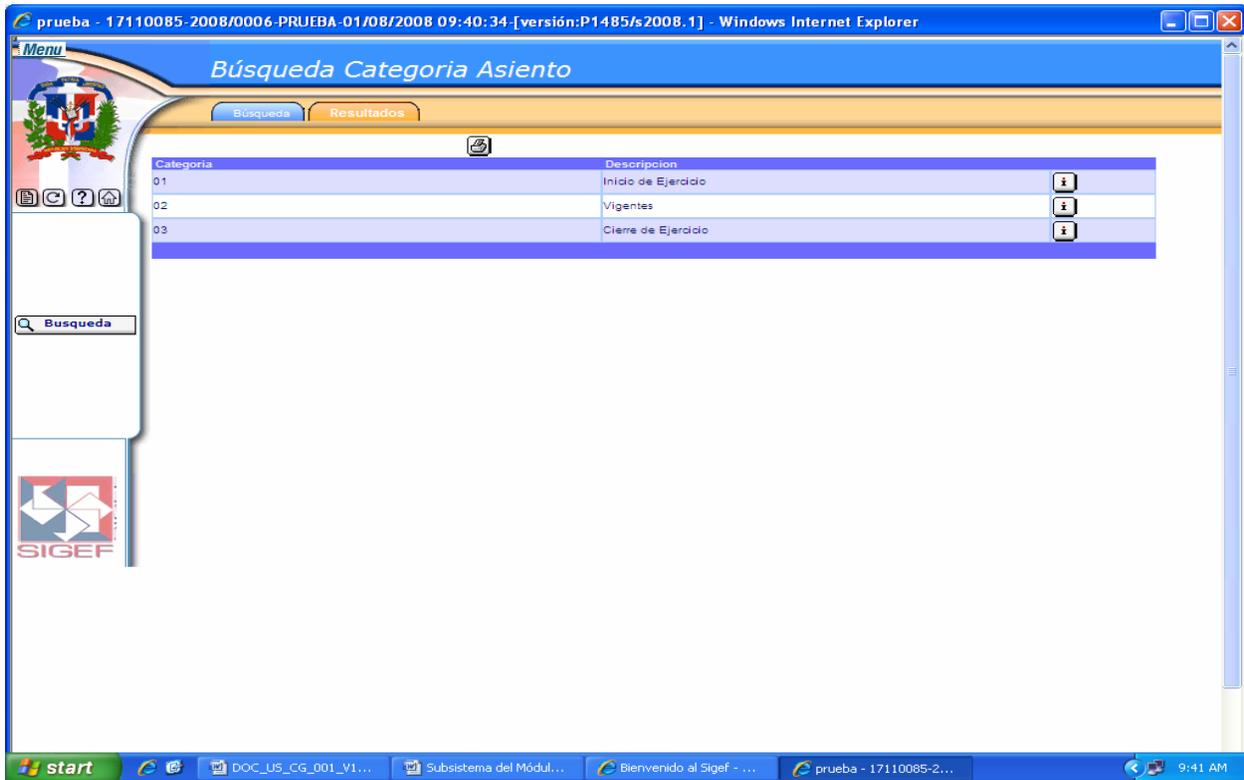 prueba - 17110085-2008/0006-PRUEBA-01/08/2008 09:40:34-[versión:P1485/s2008.1] - Windows Internet Explorer
Menu
Búsqueda Categoria Asiento
Búsqueda Resultados
Categoria Descripcion
01 Inicio de Ejercicio
02 Vigentes
03 Cierre de Ejercicio
Busqueda
SIGEF
start DOC_US_CG_001_V1... Subsistema del Módul... Bienvenido al Sigef - ... prueba - 17110085-2... 9:41 AM